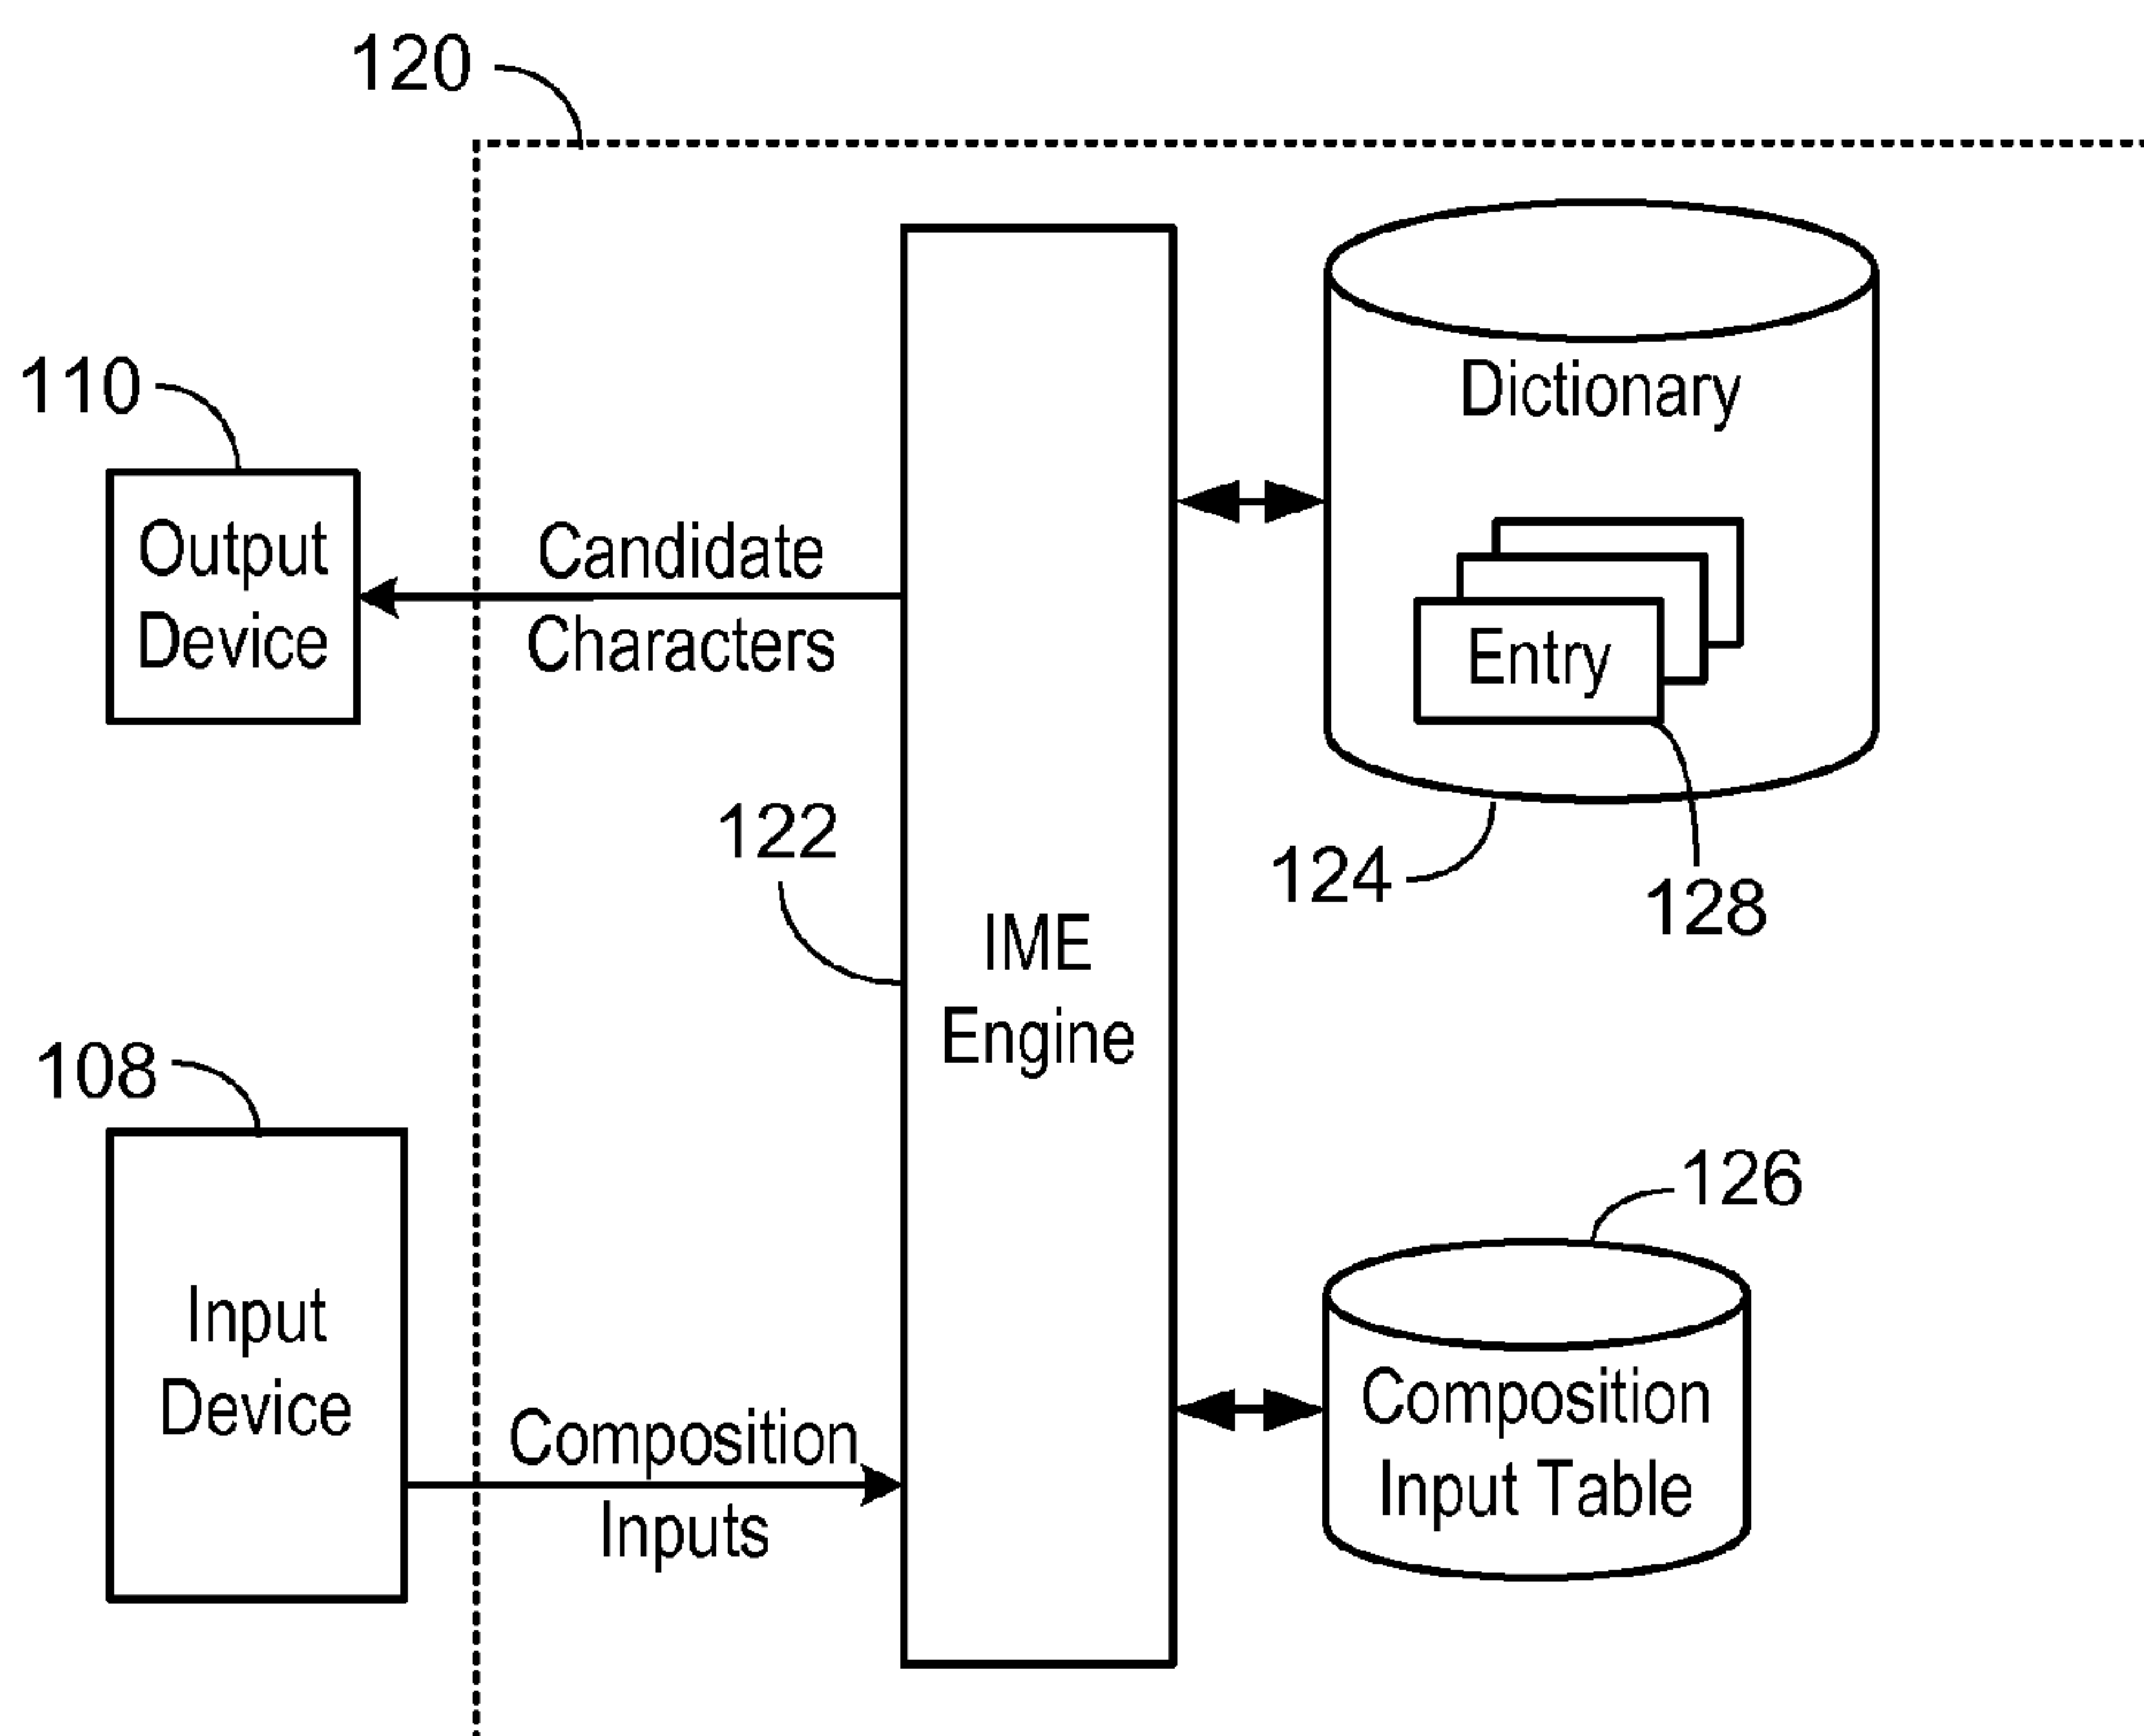 120
110
Output
Device
Candidate
Characters
Dictionary
Entry
122
124
128
IME
Engine
108
Input
Device
Composition
Inputs
126
Composition
Input Table